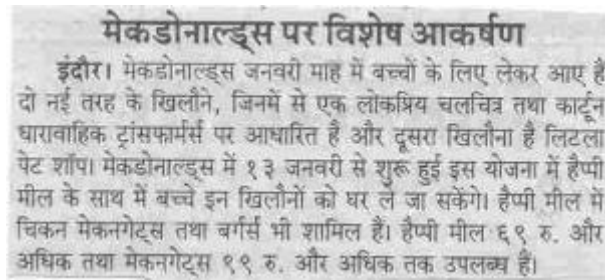 मेकडोनाल्ड्स पर विशेष आकर्षण
इंदौर। मेकडोनाल्ड्स जनवरी माह में बच्चों के लिए लेकर आए है
दो नई तरह के खिलौने, जिनमें से एक लोकप्रिय चलचित्र तथा कार्टून
धारावाहिक ट्रांसफार्मर्स पर आधारित है और दूसरा खिलौना है लिटला
पेट शॉप। मेकडोनाल्ड्स में १३ जनवरी से शुरू हुई इस योजना में हैप्पी
मील के साथ में बच्चे इन खिलौनों को घर ले जा सकेंगे। हैप्पी मील में
चिकन मेकनगेट्स तथा बर्गर्स भी शामिल है। हैप्पी मील ६९ रु. और
अधिक तथा मेकनगेट्स ९९ रु. और अधिक तक उपलब्ध है।